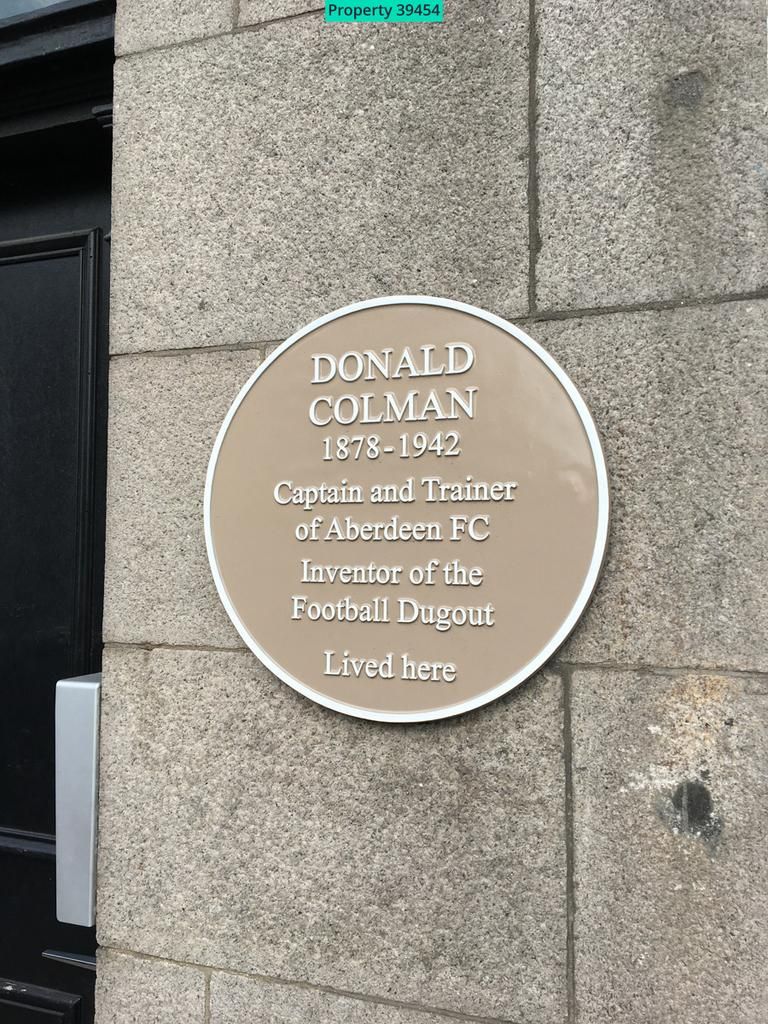 Property 39454
DONALD
COLMAN
1878-1942
Captain and Trainer
of Aberdeen FC
Inventor of the
Football Dugout
Lived here